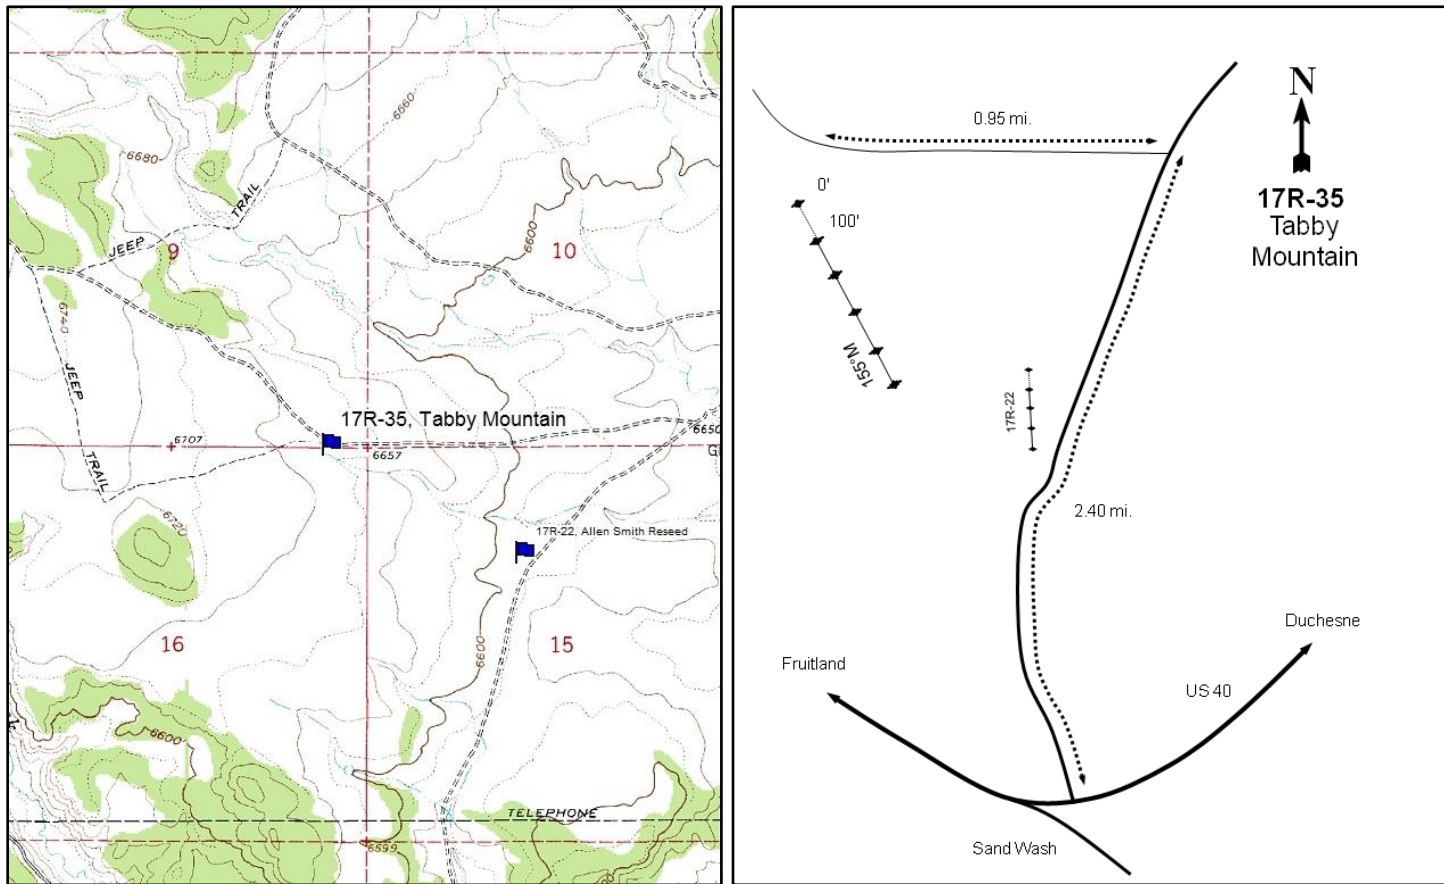 6660
6680
TRAIL
JEEP
9
6600
10
6740
JEEP
TRAIL
17R-35, Tabby Mountain
6707
6657
6650
G
6720
17R-22, Allen Smith Reseed
16
15
6600
6600
TELEPHONE
6599
0.95 mi.
N
17R-35
Tabby
Mountain
0'
100'
155°M
17R-22
2.40 mi.
Duchesne
Fruitland
US 40
Sand Wash